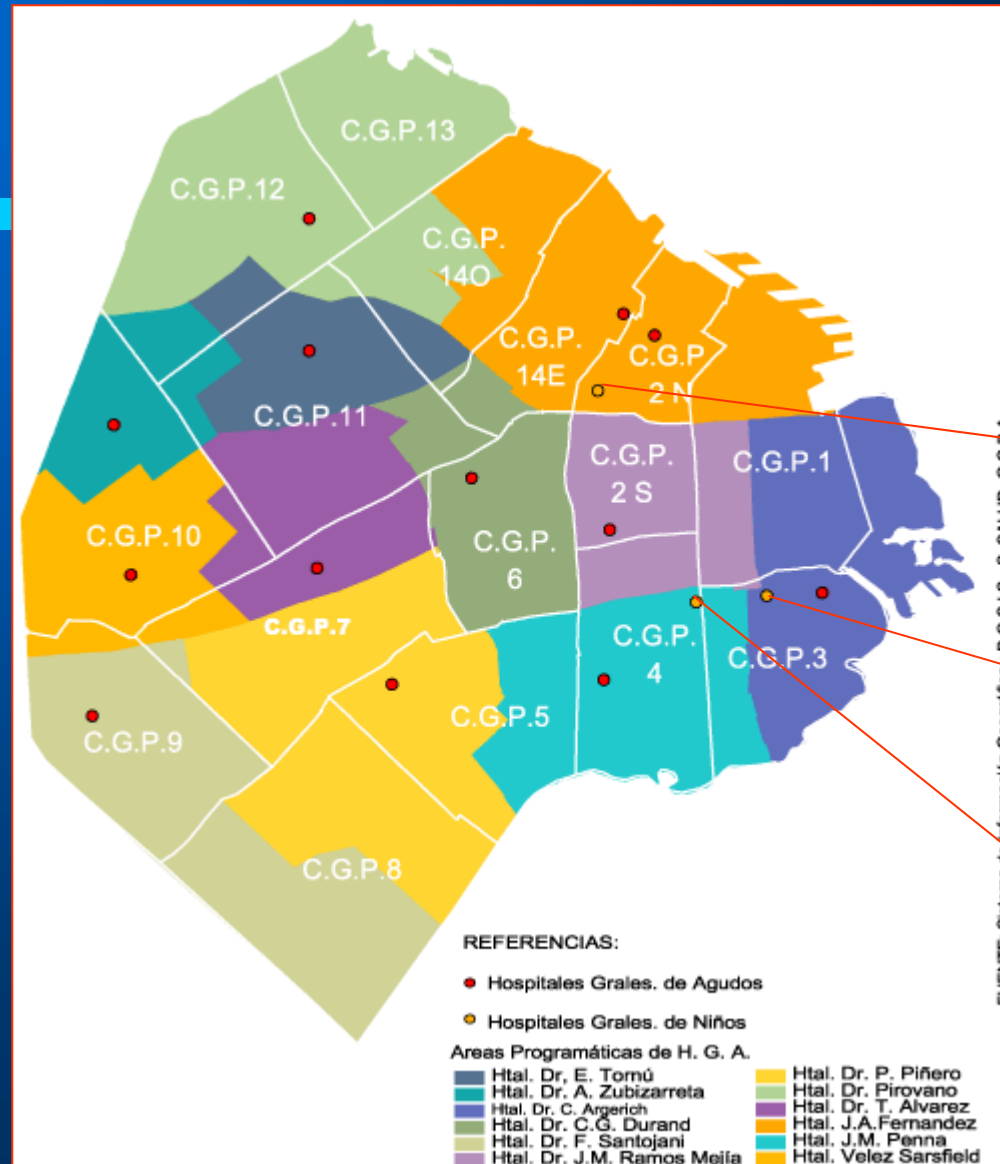 C.G.P.13
C.G.P.12
C.G.P.
14O
C.G.P.
14E
C.G.P
2 N
C.G.P.11
C.G.P.
2 S
C.G.P.1
C.G.P.10
C.G.P.
6
C.G.P.7
C.G.P.
4
C.G.P.3
C.G.P.5
C.G.P.9
C.G.P.8
REFERENCIAS:
Hospitales Grales. de Agudos
Hospitales Grales. de Niños
Areas Programáticas de H. G. A.
Htal. Dr, E. Tornú
Htal. Dr. A. Zubizarreta
Htal. Dr. C. Argerich
Htal. Dr. C.G. Durand
Htal. Dr. F. Santojani
Htal. Dr. J.M. Ramos Mejía
Htal. Dr. P. Piñero
Htal. Dr. Pirovano
Htal. Dr. T. Alvarez
Htal. J.A.Fernandez
Htal. J.M. Penna
Htal. Velez Sarsfield